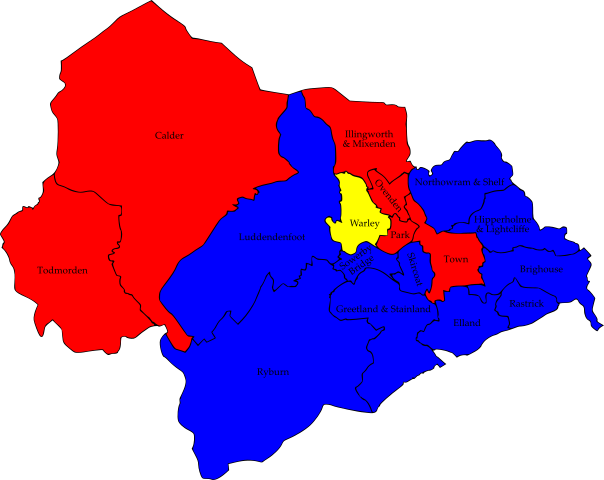 Calder
Illingworth
& Mixenden
Ovenden
Northowram & Shelf
Hipperholme
& Lightcliffe
Warley
Park
Luddendenfoot
Todmorden
Town
Skircoat
Sowerby
Bridge
Brighouse
Rastrick
Greetland & Stainland
Elland
Ryburn